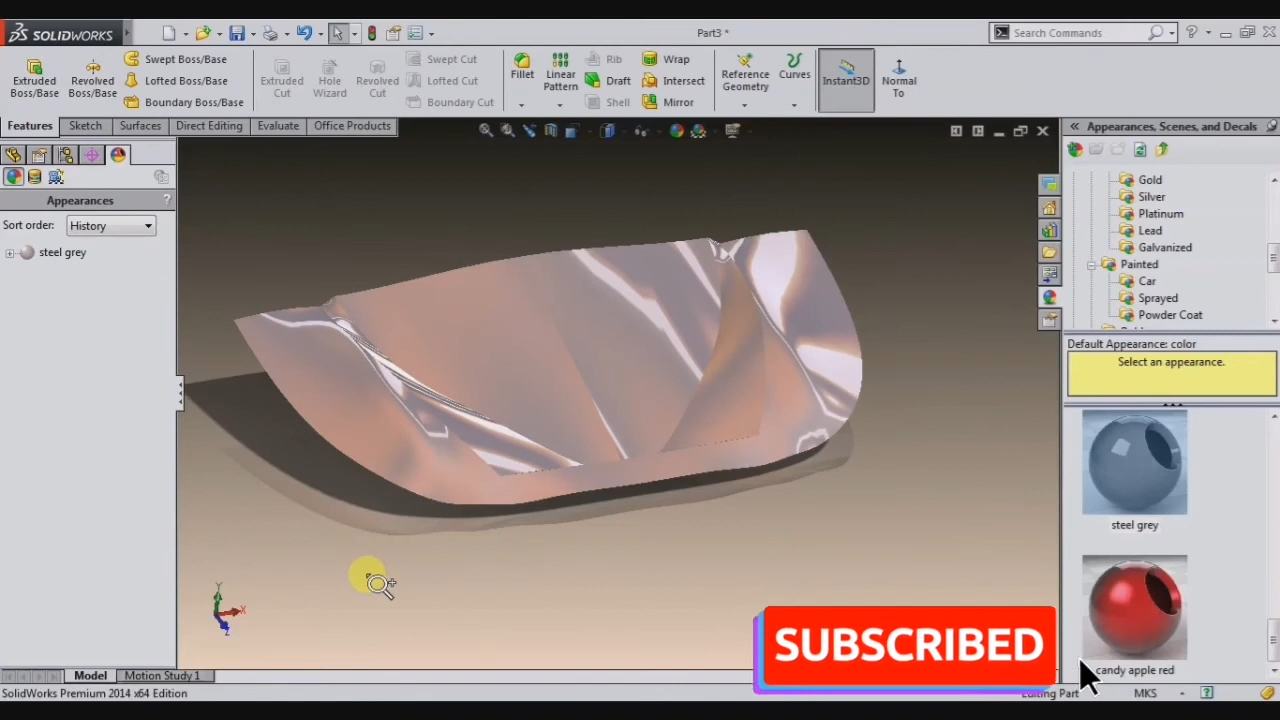 SOLIDWORKS
Part3 *
Search Commands
Extruded Boss/Base
Revolved Boss/Base
Swept Boss/Base
Lofted Boss/Base
Boundary Boss/Base
Extruded Cut
Hole Wizard
Revolved Cut
Swept Cut
Lofted Cut
Boundary Cut
Fillet
Linear Pattern
Rib
Draft
Shell
Wrap
Intersect
Mirror
Reference Geometry
Curves
Instant3D
Normal To
Features
Sketch
Surfaces
Direct Editing
Evaluate
Office Products
Appearances
?
Sort order:
History
steel grey
Appearances, Scenes, and Decals
Gold
Silver
Platinum
Lead
Galvanized
Painted
Car
Sprayed
Powder Coat
Default Appearance: color
Select an appearance.
steel grey
candy apple red
Y
X
Z
SUBSCRIBED
Model
Motion Study 1
SolidWorks Premium 2014 x64 Edition
Editing Part
MKS
?